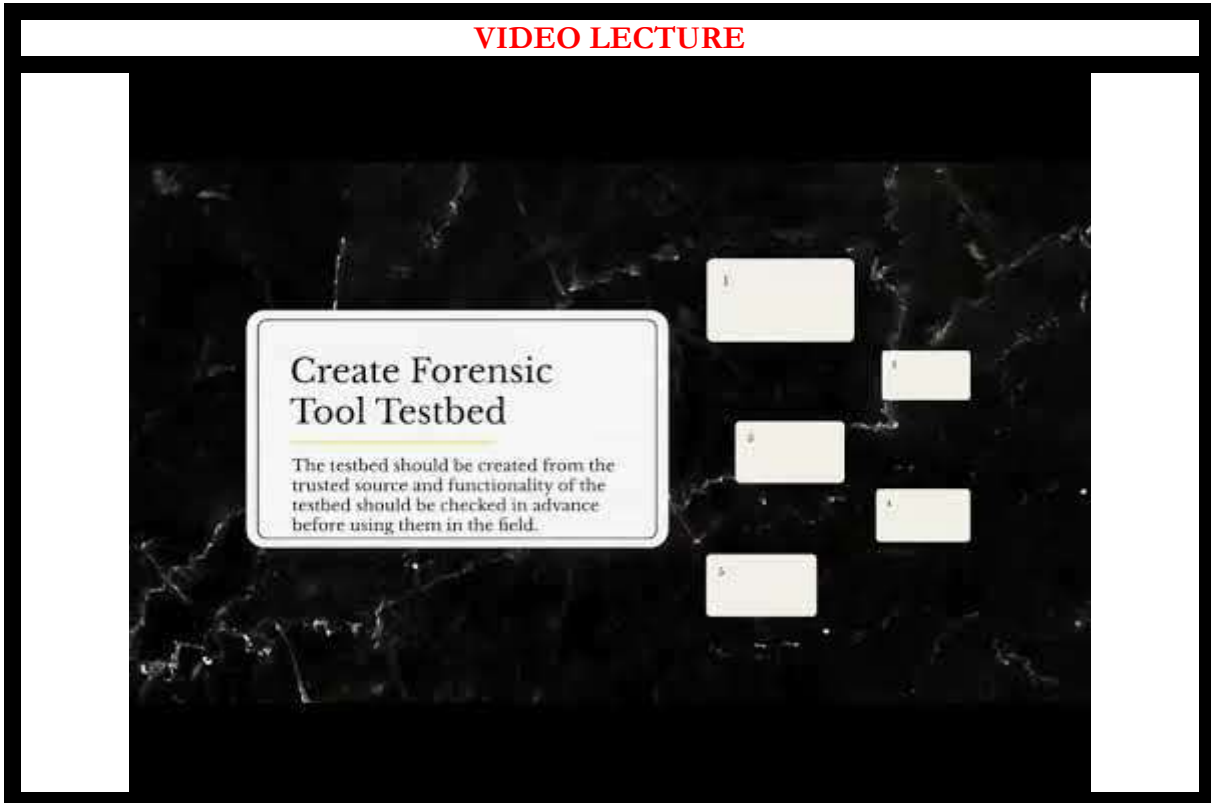 VIDEO LECTURE
Create Forensic
Tool Testbed
The testbed should be created from the
trusted source and functionality of the
testbed should be checked in advance
before using them in the field.
1
4
5